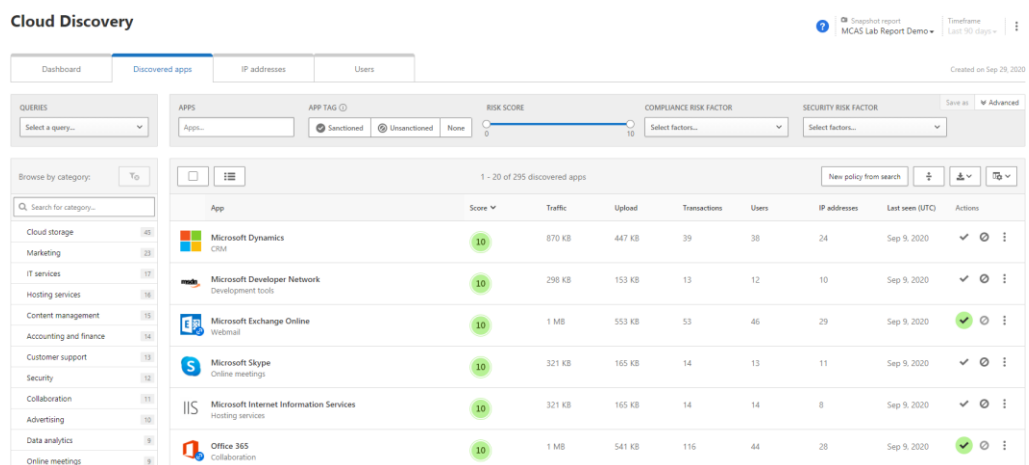 Cloud Discovery
?
Snapshot report
MCAS Lab Report Demo
Timeframe
Last 90 days
Dashboard
Discovered apps
IP addresses
Users
Created on Sep 29, 2020
QUERIES
Select a query...
APPS
Apps...
APP TAG
Sanctioned
Unsanctioned
None
RISK SCORE
0
10
COMPLIANCE RISK FACTOR
Select factors...
SECURITY RISK FACTOR
Select factors...
Save as
Advanced
Browse by category:
Search for category...
Cloud storage 45
Marketing 23
IT services 17
Hosting services 16
Content management 15
Accounting and finance 14
Customer support 13
Security 12
Collaboration 11
Advertising 10
Data analytics 9
Online meetings 9
1 - 20 of 295 discovered apps
New policy from search
App Score Traffic Upload Transactions Users IP addresses Last seen (UTC) Actions
Microsoft Dynamics 10 870 KB 447 KB 39 38 24 Sep 9, 2020
CRM
msdn Microsoft Developer Network 10 298 KB 153 KB 13 12 10 Sep 9, 2020
Development tools
Microsoft Exchange Online 10 1 MB 553 KB 53 46 29 Sep 9, 2020
Webmail
Microsoft Skype 10 321 KB 165 KB 14 13 11 Sep 9, 2020
Online meetings
IIS Microsoft Internet Information Services 10 321 KB 165 KB 14 14 8 Sep 9, 2020
Hosting services
Office 365 10 1 MB 541 KB 116 44 28 Sep 9, 2020
Collaboration